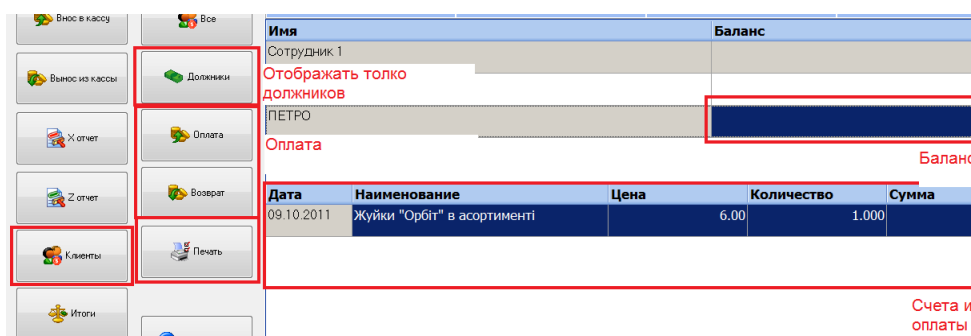 Внос в кассу
Все
Вынос из кассы
Должники
X отчет
Оплата
Z отчет
Возврат
Клиенты
Печать
Итоги
Имя Баланс
Сотрудник 1
Отображать толко
должников
ПЕТРО
Оплата
Баланс
Дата Наименование Цена Количество Сумма
09.10.2011 Жуйки "Орбіт" в асортименті 6.00 1.000
Счета и
оплаты